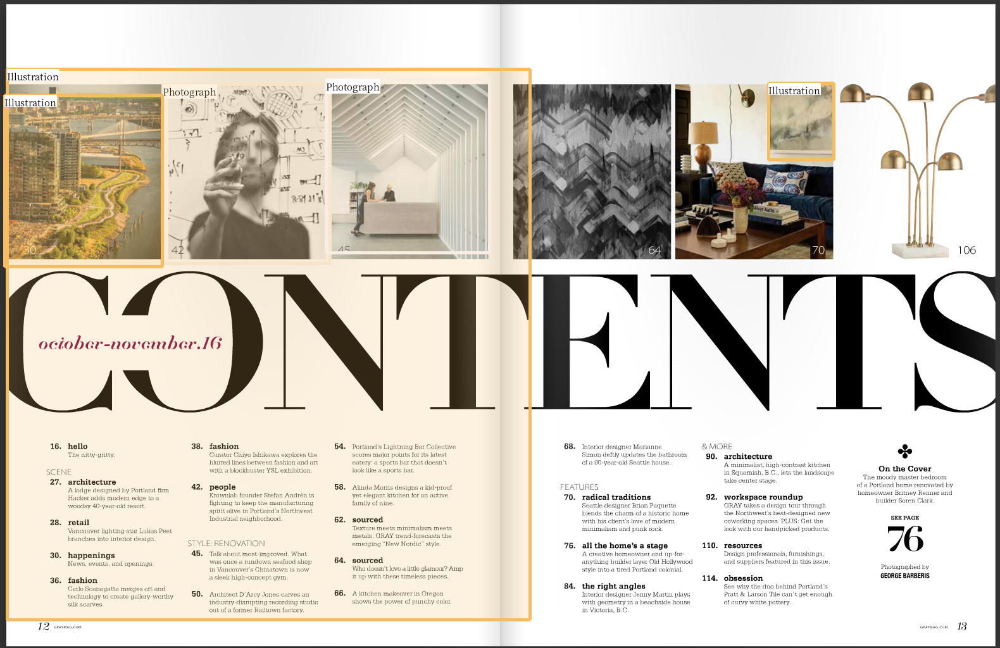 Illustration
Illustration
Photograph
Photograph
Illustration
30
42
45
64
Alvar Aalto
70
106
CONTENTS
october-november.16
16. hello
The nitty-gritty.
SCENE
27. architecture
A lodge designed by Portland firm
Hacker adds modern edge to a
woodsy 40-year-old resort.
28. retail
Vancouver lighting star Lukas Peet
branches into interior design.
30. happenings
News, events, and openings.
36. fashion
Carlo Scanagatta merges art and
technology to create gallery-worthy
silk scarves.
38. fashion
Curator Chiyo Ishikawa explores the
blurred lines between fashion and art
with a blockbuster YSL exhibition.
42. people
Krownlab founder Stefan Andrén is
fighting to keep the manufacturing
spirit alive in Portland's Northwest
Industrial neighborhood.
STYLE: RENOVATION
45. Talk about most-improved. What
was once a rundown seafood shop
in Vancouver's Chinatown is now
a sleek high-concept gym.
50. Architect D'Arcy Jones carves an
industry-disrupting recording studio
out of a former Railtown factory.
54. Portland's Lightning Bar Collective
scores major points for its latest
eatery: a sports bar that doesn't
look like a sports bar.
58. Alinda Morris designs a kid-proof
yet elegant kitchen for an active
family of nine.
62. sourced
Texture meets minimalism meets
metals. GRAY trend-forecasts the
emerging "New Nordic" style.
64. sourced
Who doesn't love a little glamour? Amp
it up with these timeless pieces.
66. A kitchen makeover in Oregon
shows the power of punchy color.
68. Interior designer Marianne
Simon deftly updates the bathroom
of a 90-year-old Seattle house.
FEATURES
70. radical traditions
Seattle designer Brian Paquette
blends the charm of a historic home
with his client's love of modern
minimalism and punk rock.
76. all the home's a stage
A creative homeowner and up-for-
anything builder layer Old Hollywood
style into a tired Portland colonial.
84. the right angles
Interior designer Jenny Martin plays
with geometry in a beachside house
in Victoria, B.C.
& MORE
90. architecture
A minimalist, high-contrast kitchen
in Squamish, B.C., lets the landscape
take center stage.
92. workspace roundup
GRAY takes a design tour through
the Northwest's best-designed new
coworking spaces. PLUS: Get the
look with our handpicked products.
110. resources
Design professionals, furnishings,
and suppliers featured in this issue.
114. obsession
See why the duo behind Portland's
Pratt & Larson Tile can't get enough
of curvy white pottery.
On the Cover
The moody master bedroom
of a Portland home renovated by
homeowner Britney Renner and
builder Soren Clark.
SEE PAGE
76
Photographed by
GEORGE BARBERIS
12 GRAYMAG.COM
GRAYMAG.COM 13